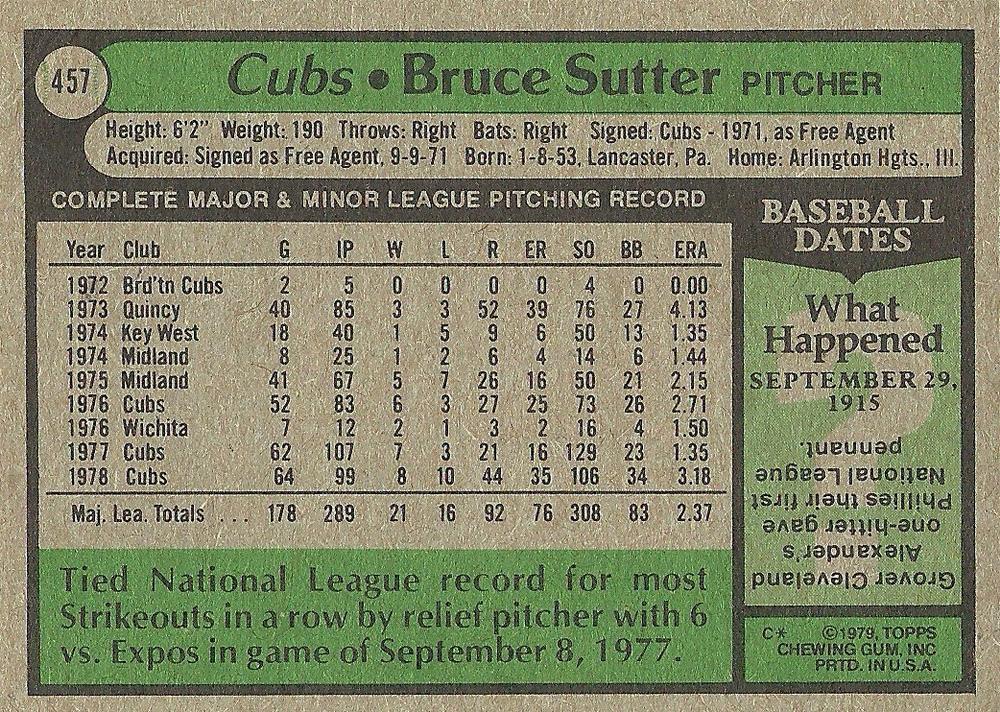 457
Cubs • Bruce Sutter PITCHER
Height: 6'2" Weight: 190 Throws: Right Bats: Right Signed: Cubs - 1971, as Free Agent
Acquired: Signed as Free Agent, 9-9-71 Born: 1-8-53, Lancaster, Pa. Home: Arlington Hgts., Ill.
COMPLETE MAJOR & MINOR LEAGUE PITCHING RECORD
Year Club G IP W L R ER SO BB ERA
1972 Brd'tn Cubs 2 5 0 0 0 0 4 0 0.00
1973 Quincy 40 85 3 3 52 39 76 27 4.13
1974 Key West 18 40 1 5 9 6 50 13 1.35
1974 Midland 8 25 1 2 6 4 14 6 1.44
1975 Midland 41 67 5 7 26 16 50 21 2.15
1976 Cubs 52 83 6 3 27 25 73 26 2.71
1976 Wichita 7 12 2 1 3 2 16 4 1.50
1977 Cubs 62 107 7 3 21 16 129 23 1.35
1978 Cubs 64 99 8 10 44 35 106 34 3.18
Maj. Lea. Totals ... 178 289 21 16 92 76 308 83 2.37
Tied National League record for most
Strikeouts in a row by relief pitcher with 6
vs. Expos in game of September 8, 1977.
BASEBALL
DATES
What
Happened
SEPTEMBER 29,
1915
Grover Cleveland
Alexander's
one-hitter gave
Phillies their first
National League
pennant.
C* ©1979, TOPPS
CHEWING GUM, INC
PRTD. IN U.S.A.